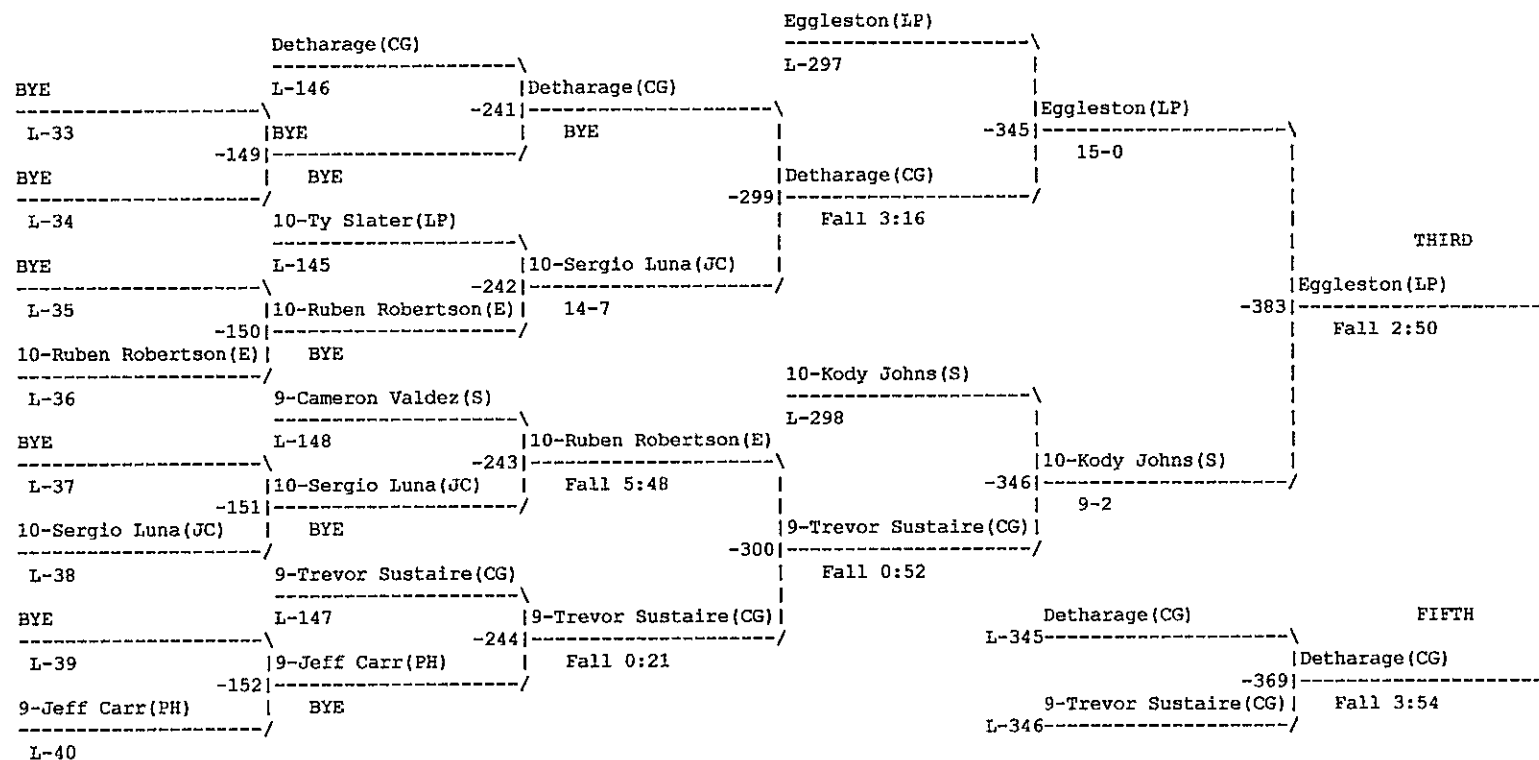 Eggleston(LP)
Detharage(CG)
L-297
BYE
L-146
Detharage(CG)
-241
Eggleston(LP)
L-33
BYE
BYE
-345
-149
15-0
BYE
BYE
Detharage(CG)
-299
L-34
10-Ty Slater(LP)
Fall 3:16
THIRD
BYE
L-145
10-Sergio Luna(JC)
-242
Eggleston(LP)
L-35
10-Ruben Robertson(E)
14-7
-383
-150
Fall 2:50
10-Ruben Robertson(E)
BYE
10-Kody Johns(S)
L-36
9-Cameron Valdez(S)
L-298
BYE
L-148
10-Ruben Robertson(E)
-243
10-Kody Johns(S)
L-37
10-Sergio Luna(JC)
Fall 5:48
-346
-151
9-2
10-Sergio Luna(JC)
BYE
9-Trevor Sustaire(CG)
-300
L-38
9-Trevor Sustaire(CG)
Fall 0:52
BYE
L-147
9-Trevor Sustaire(CG)
Detharage(CG)
FIFTH
-244
L-345
L-39
9-Jeff Carr(PH)
Fall 0:21
Detharage(CG)
-152
-369
9-Jeff Carr(PH)
BYE
9-Trevor Sustaire(CG)
Fall 3:54
L-346
L-40